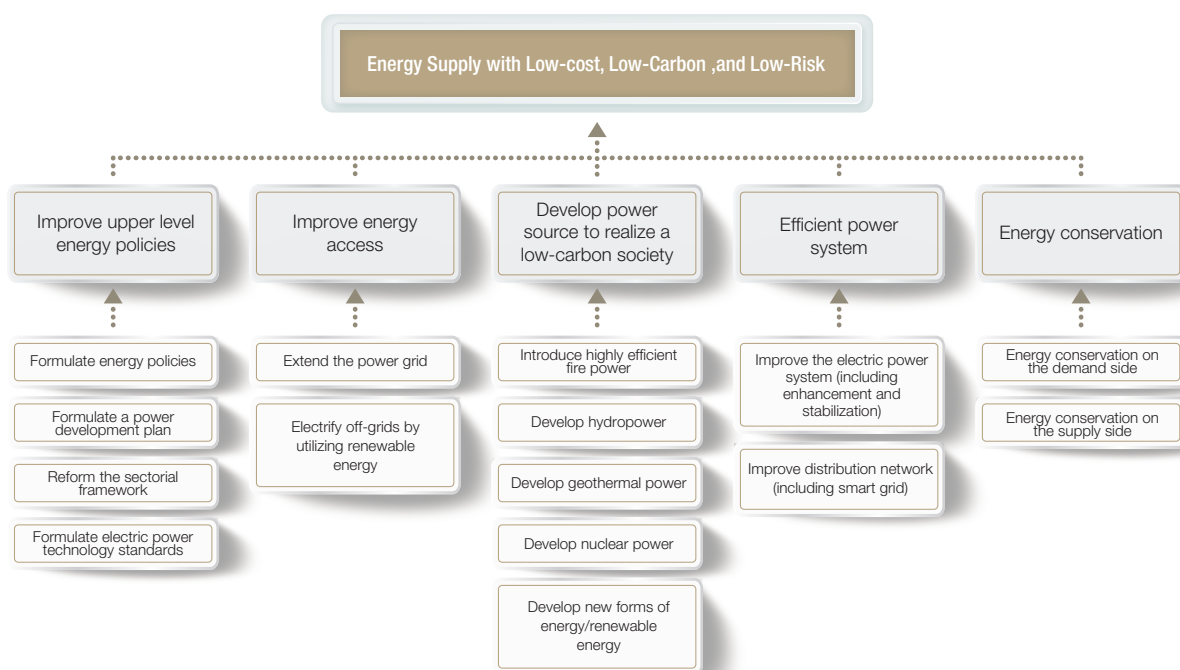 Energy Supply with Low-cost, Low-Carbon ,and Low-Risk
Improve upper level
energy policies
Formulate energy policies
Formulate a power
development plan
Reform the sectorial
framework
Formulate electric power
technology standards
Improve energy
access
Extend the power grid
Electrify off-grids by
utilizing renewable
energy
Develop power
source to realize a
low-carbon society
Introduce highly efficient
fire power
Develop hydropower
Develop geothermal power
Develop nuclear power
Develop new forms of
energy/renewable
energy
Efficient power
system
Improve the electric power
system (including
enhancement and
stabilization)
Improve distribution network
(including smart grid)
Energy conservation
Energy conservation on
the demand side
Energy conservation on
the supply side